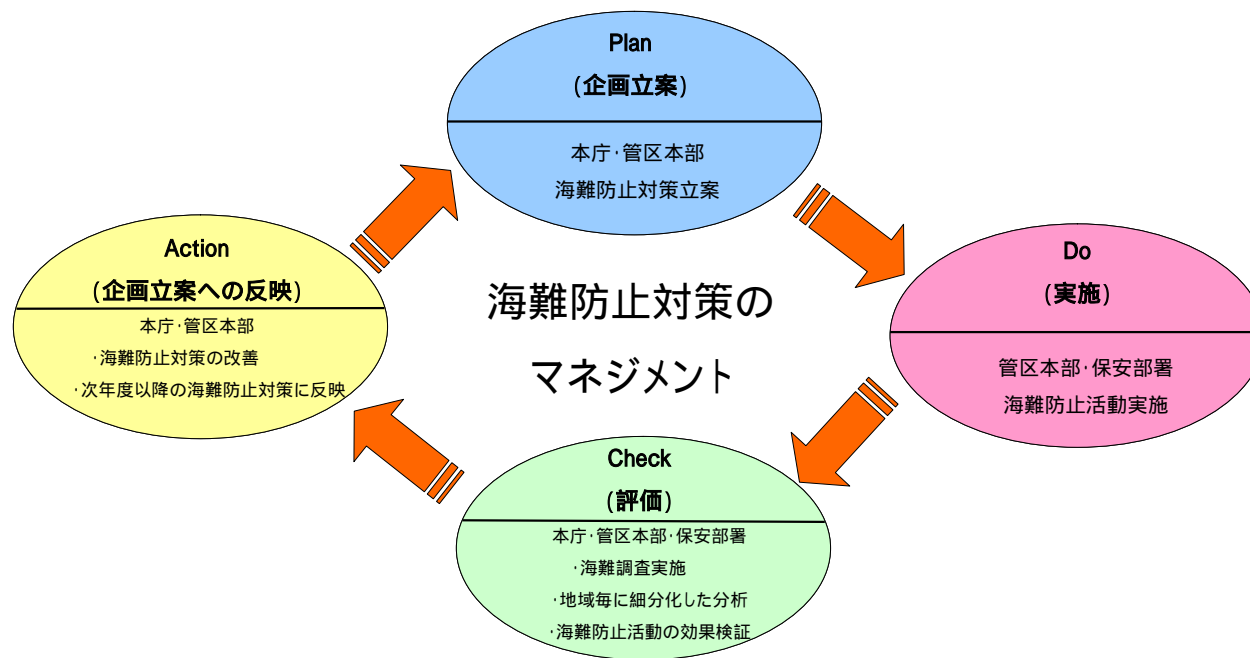 Plan
(企画立案)
本庁・管区本部
海難防止対策立案
Do
(実施)
管区本部・保安部署
海難防止活動実施
Check
(評価)
本庁・管区本部・保安部署
・海難調査実施
・地域毎に細分化した分析
・海難防止活動の効果検証
Action
(企画立案への反映)
本庁・管区本部
・海難防止対策の改善
・次年度以降の海難防止対策に反映
海難防止対策の
マネジメント